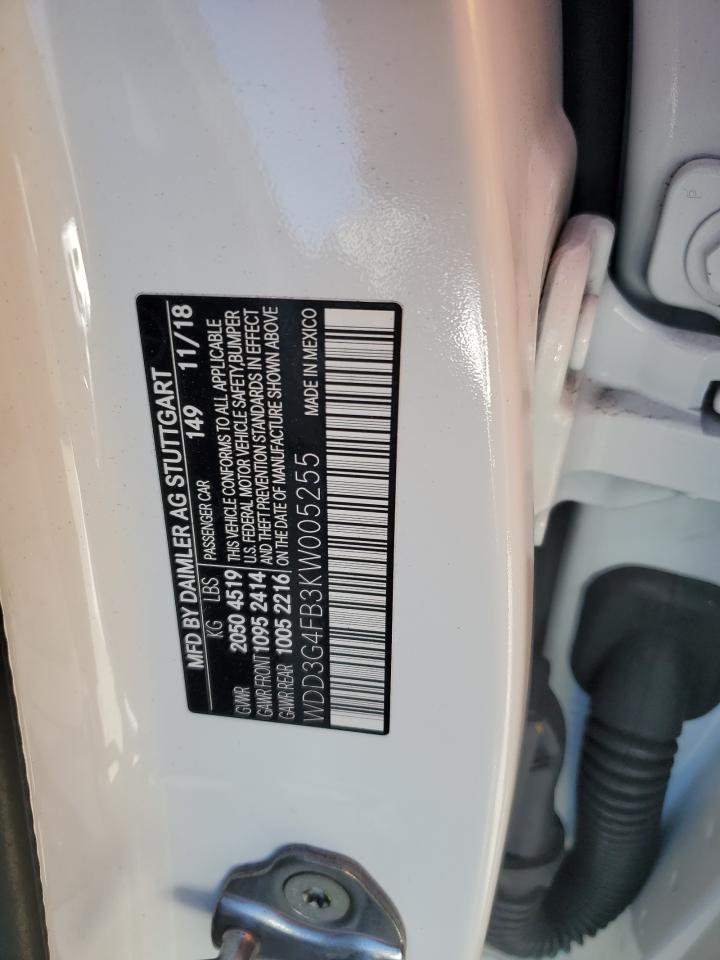 MFD BY DAIMLER AG STUTTGART
149 11/18
KG LBS PASSENGER CAR
GVWR 2050 4519 THIS VEHICLE CONFORMS TO ALL APPLICABLE
U.S. FEDERAL MOTOR VEHICLE SAFETY, BUMPER
GAWR FRONT 1095 2414 AND THEFT PREVENTION STANDARDS IN EFFECT
GAWR REAR 1005 2216 ON THE DATE OF MANUFACTURE SHOWN ABOVE
WDD3G4FB3KW005255 MADE IN MEXICO